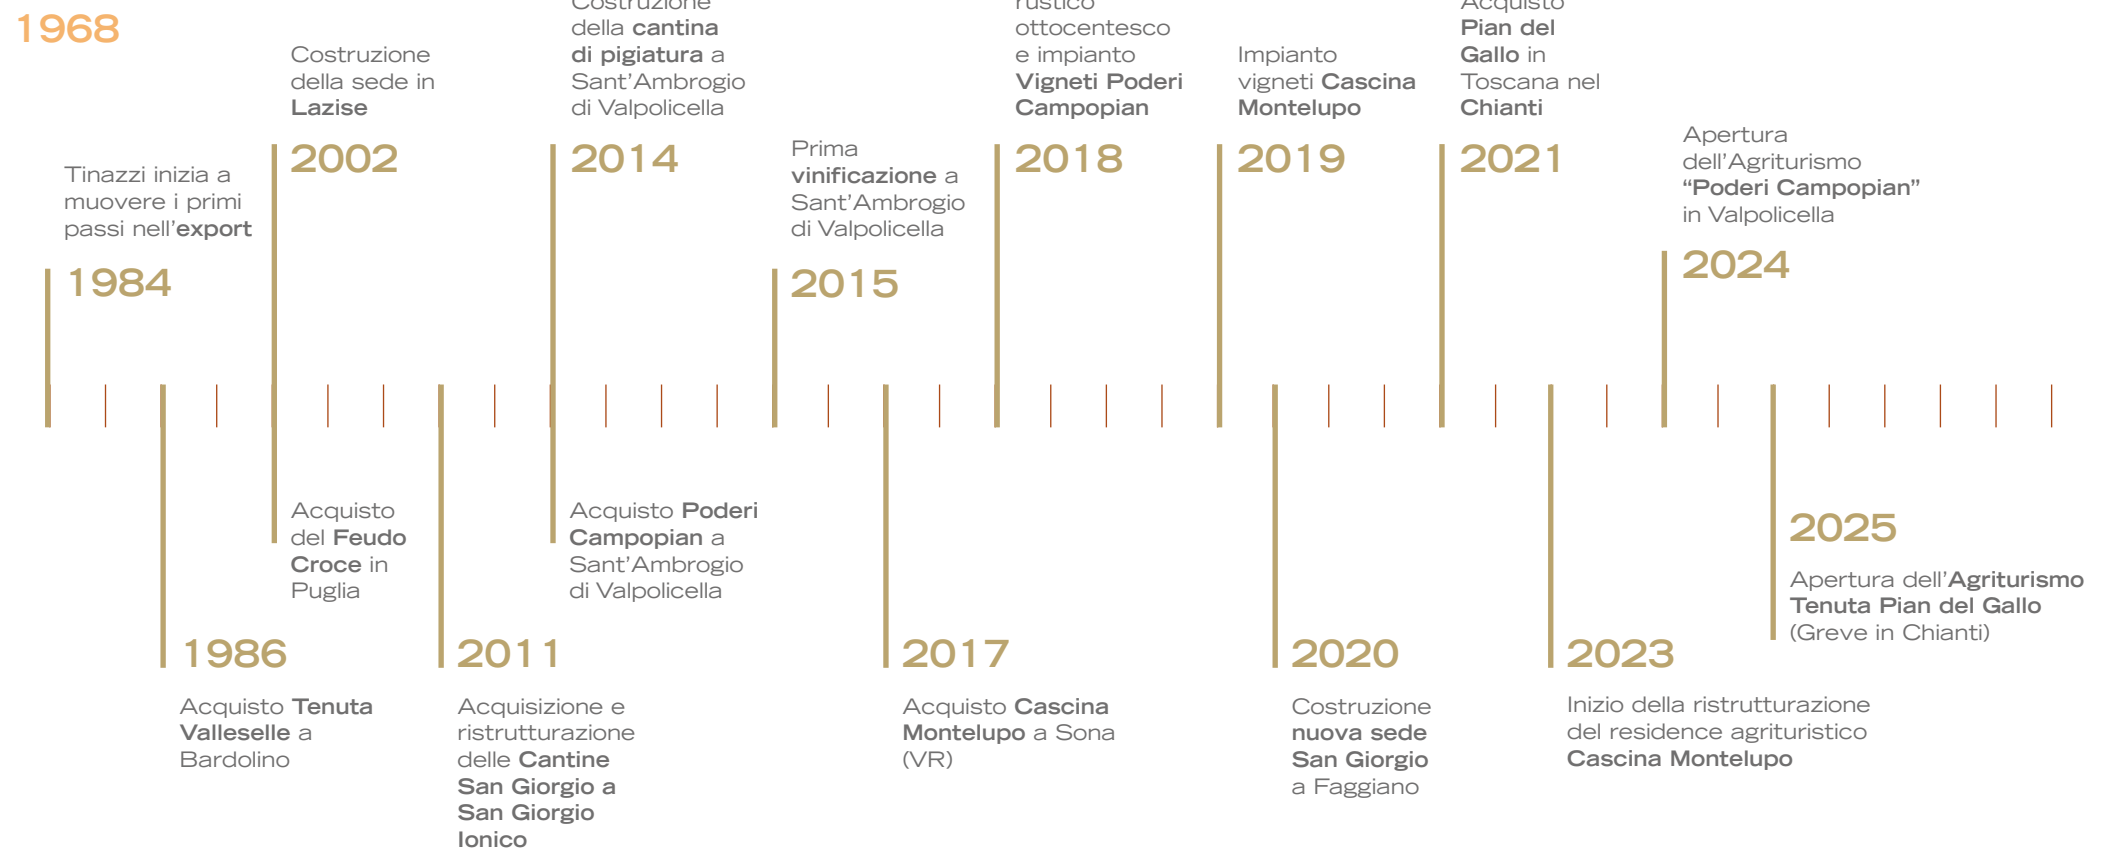 1968
Tinazzi inizia a
muovere i primi
passi nell’export
1984
Acquisto Tenuta
Valleselle a
Bardolino
1986
Costruzione
della sede in
Lazise
2002
Acquisto
del Feudo
Croce in
Puglia
2011
Acquisizione e
ristrutturazione
delle Cantine
San Giorgio a
San Giorgio
Ionico
Costruzione
della cantina
di pigiatura a
Sant’Ambrogio
di Valpolicella
2014
Acquisto Poderi
Campopian a
Sant’Ambrogio
di Valpolicella
Prima
vinificazione a
Sant’Ambrogio
di Valpolicella
2015
2017
Acquisto Cascina
Montelupo a Sona
(VR)
rustico
ottocentesco
e impianto
Vigneti Poderi
Campopian
2018
Impianto
vigneti Cascina
Montelupo
2019
2020
Costruzione
nuova sede
San Giorgio
a Faggiano
Acquisto
Pian del
Gallo in
Toscana nel
Chianti
2021
2023
Inizio della ristrutturazione
del residence agrituristico
Cascina Montelupo
Apertura
dell’Agriturismo
“Poderi Campopian”
in Valpolicella
2024
2025
Apertura dell’Agriturismo
Tenuta Pian del Gallo
(Greve in Chianti)